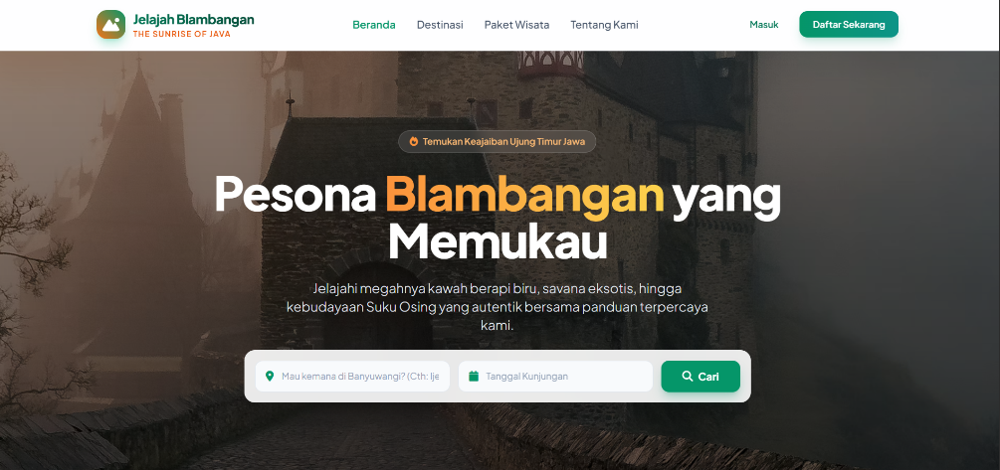 Jelajah Blambangan
THE SUNRISE OF JAVA
Beranda
Destinasi
Paket Wisata
Tentang Kami
Masuk
Daftar Sekarang
Temukan Keajaiban Ujung Timur Jawa
Pesona Blambangan yang
Memukau
Jelajahi megahnya kawah berapi biru, savana eksotis, hingga
kebudayaan Suku Osing yang autentik bersama panduan terpercaya
kami.
Mau kemana di Banyuwangi? (Cth: Ije
Tanggal Kunjungan
Cari